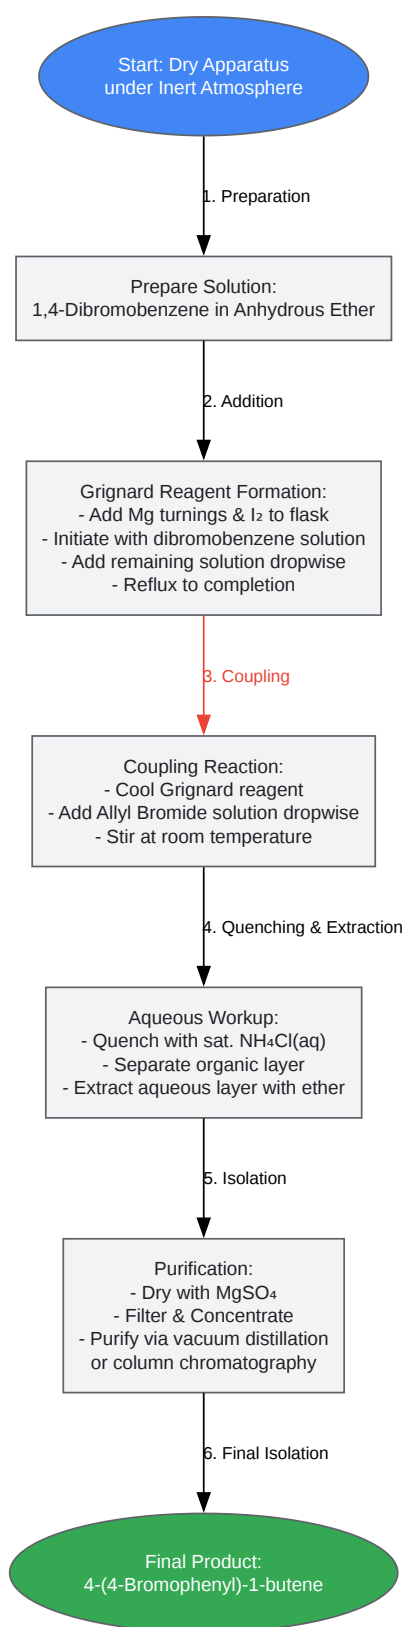 Start: Dry Apparatus
under Inert Atmosphere
1. Preparation
Prepare Solution:
1,4-Dibromobenzene in Anhydrous Ether
2. Addition
Grignard Reagent Formation:
- Add Mg turnings & I₂ to flask
- Initiate with dibromobenzene solution
- Add remaining solution dropwise
- Reflux to completion
3. Coupling
Coupling Reaction:
- Cool Grignard reagent
- Add Allyl Bromide solution dropwise
- Stir at room temperature
4. Quenching & Extraction
Aqueous Workup:
- Quench with sat. NH₄Cl(aq)
- Separate organic layer
- Extract aqueous layer with ether
5. Isolation
Purification:
- Dry with MgSO₄
- Filter & Concentrate
- Purify via vacuum distillation
or column chromatography
6. Final Isolation
Final Product:
4-(4-Bromophenyl)-1-butene